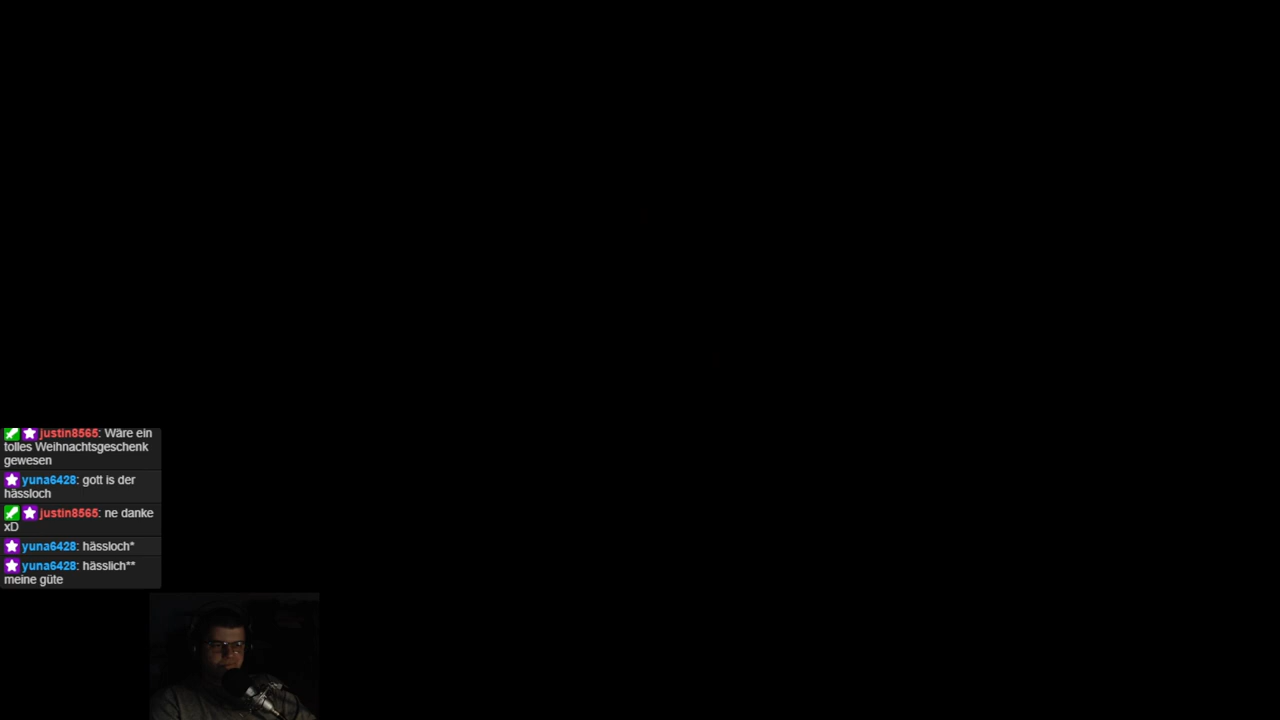 justin8565: Wäre ein
tolles Weihnachtsgeschenk
gewesen
yuna6428: gott is der
hässloch
justin8565: ne danke
xD
yuna6428: hässloch*
yuna6428: hässlich**
meine güte